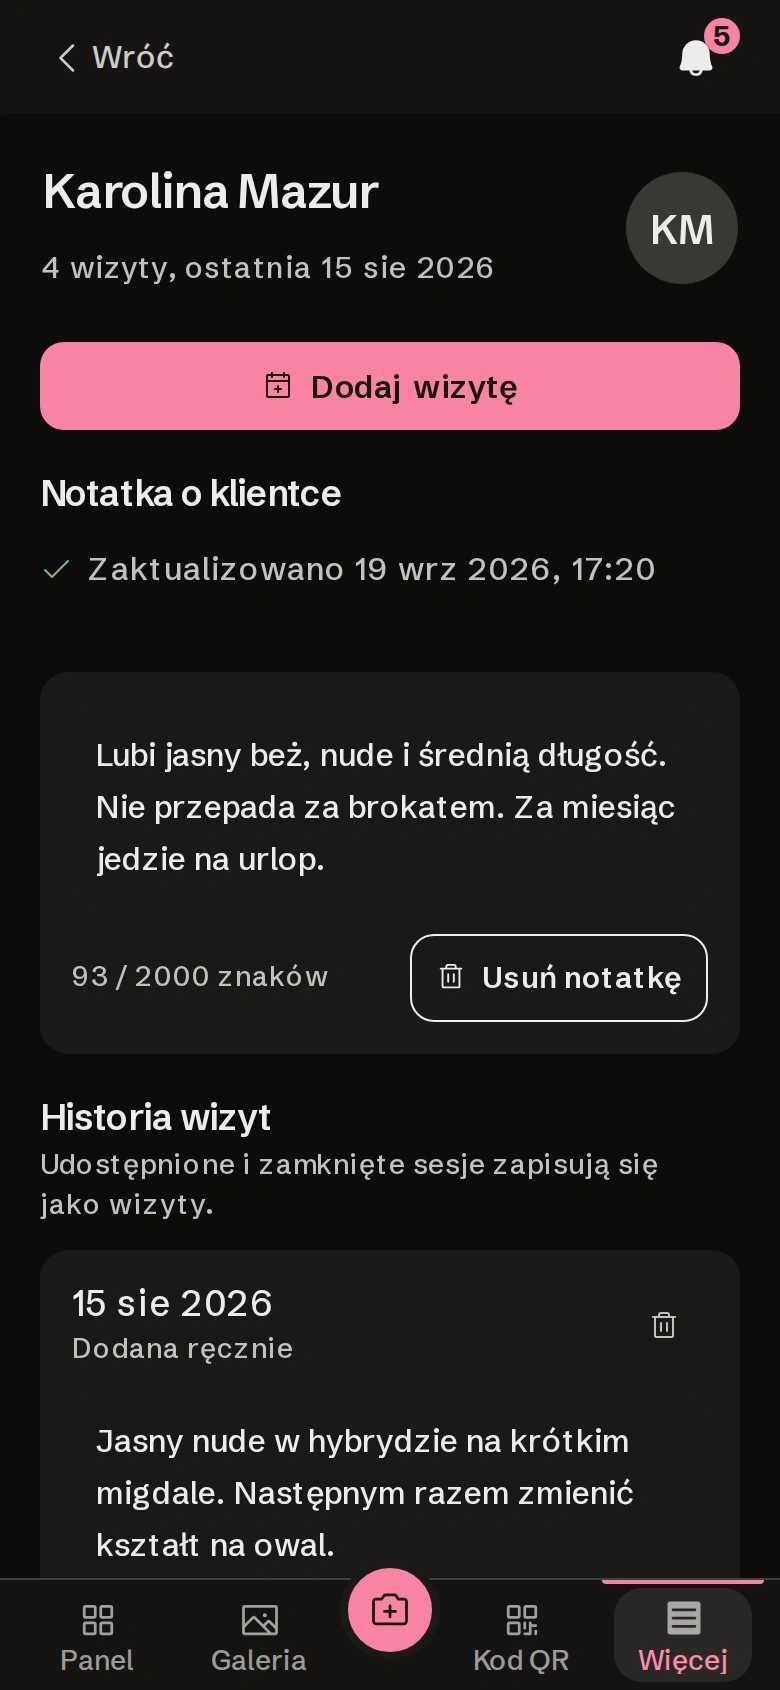 Wróć
5
Karolina Mazur
KM
4 wizyty, ostatnia 15 sie 2026
Dodaj wizytę
Notatka o klientce
Zaktualizowano 19 wrz 2026, 17:20
Lubi jasny beż, nude i średnią długość.
Nie przepada za brokatem. Za miesiąc
jedzie na urlop.
93 / 2000 znaków
Usuń notatkę
Historia wizyt
Udostępnione i zamknięte sesje zapisują się
jako wizyty.
15 sie 2026
Dodana ręcznie
Jasny nude w hybrydzie na krótkim
migdale. Następnym razem zmienić
kształt na owal.
Panel
Galeria
Kod QR
Więcej